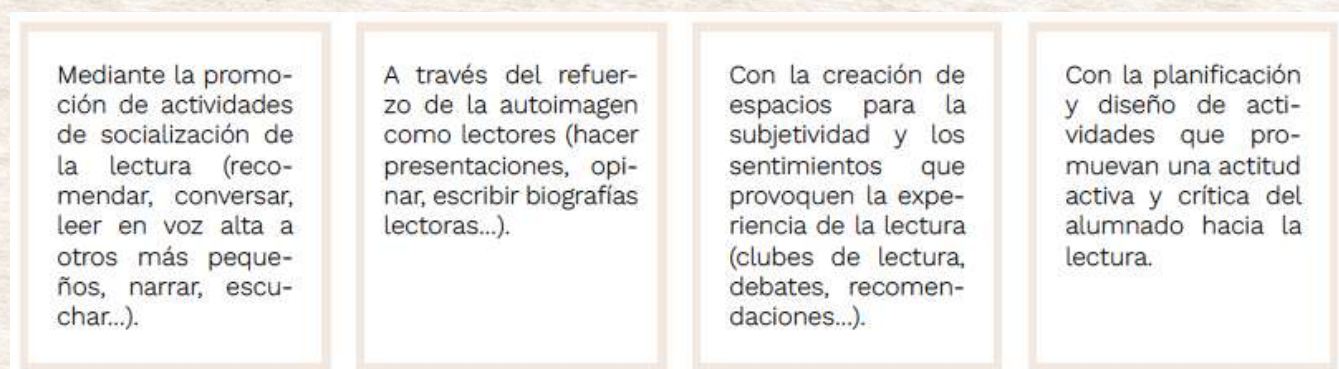 Mediante la promo-
ción de actividades
de socialización de
la lectura (reco-
mendar, conversar,
leer en voz alta a
otros más peque-
ños, narrar, escu-
char...).
A través del refuer-
zo de la autoimagen
como lectores (hacer
presentaciones, opi-
nar, escribir biografías
lectoras...).
Con la creación de
espacios para la
subjetividad y los
sentimientos que
provoquen la expe-
riencia de la lectura
(clubes de lectura,
debates, recomen-
daciones...).
Con la planificación
y diseño de acti-
vidades que pro-
muevan una actitud
activa y crítica del
alumnado hacia la
lectura.